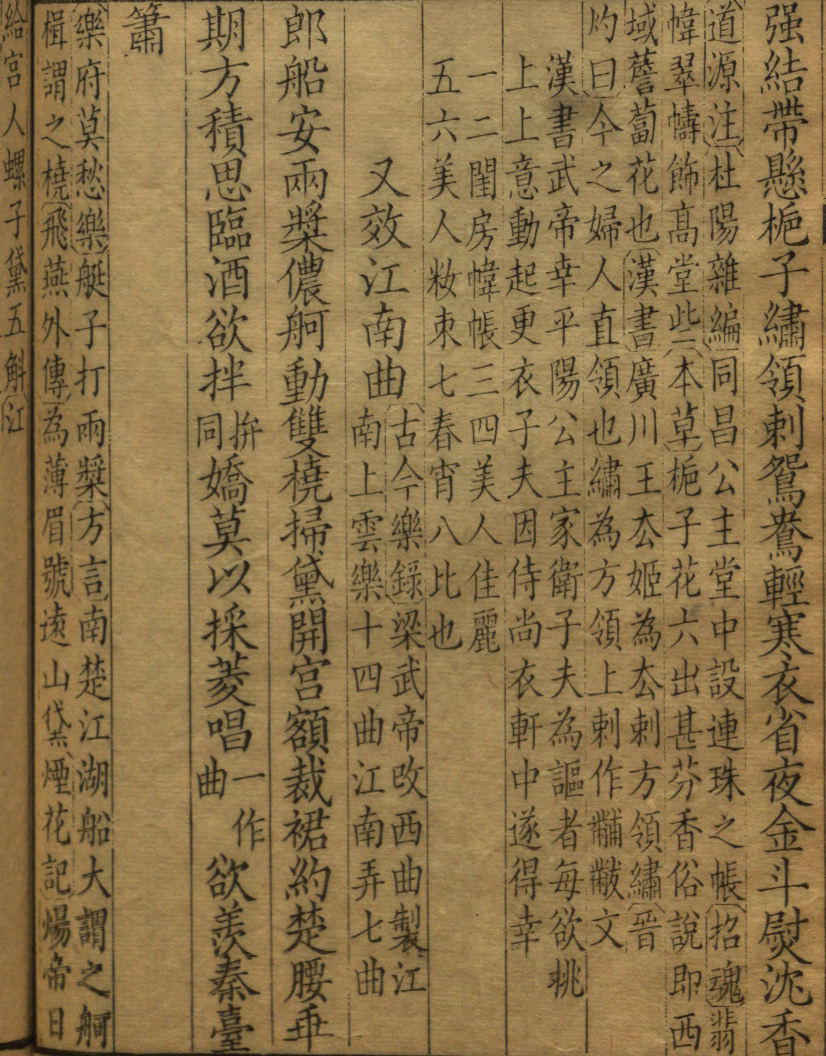 强結帶懸梔子繡領刺鴛鴦輕寒衣省夜金斗熨沈香
道源注杜陽雜編同昌公主堂中設連珠之帳招魂翡
幃翠幬飾髙堂些本草梔子花六出甚芬香俗說即西
域薝蔔花也漢書廣川王厺姬為厺刺方領繡晉
灼曰今之婦人直領也繡為方領上刺作黼黻文
漢書武帝幸平陽公主家衛子夫為謳者每欲挑
上上意動起更衣子夫因侍尚衣軒中遂得幸
一二閨房幃帳三四美人佳麗
五六美人妝朿七春宵八比也
又效江南曲
古今樂錄梁武帝改西曲製江
南上雲樂十四曲江南弄七曲
郎船安兩槳儂舸動雙橈掃黛開宮額裁裙約楚腰乖
期方積思臨酒欲拌拚同嬌莫以採菱唱一作曲欲羨秦臺
簫
樂府莫愁樂艇子打兩槳方言南楚江湖船大謂之舸
楫謂之橈飛燕外傳為薄眉號遠山黛煙花記煬帝日
給宮人螺子黛五斛江